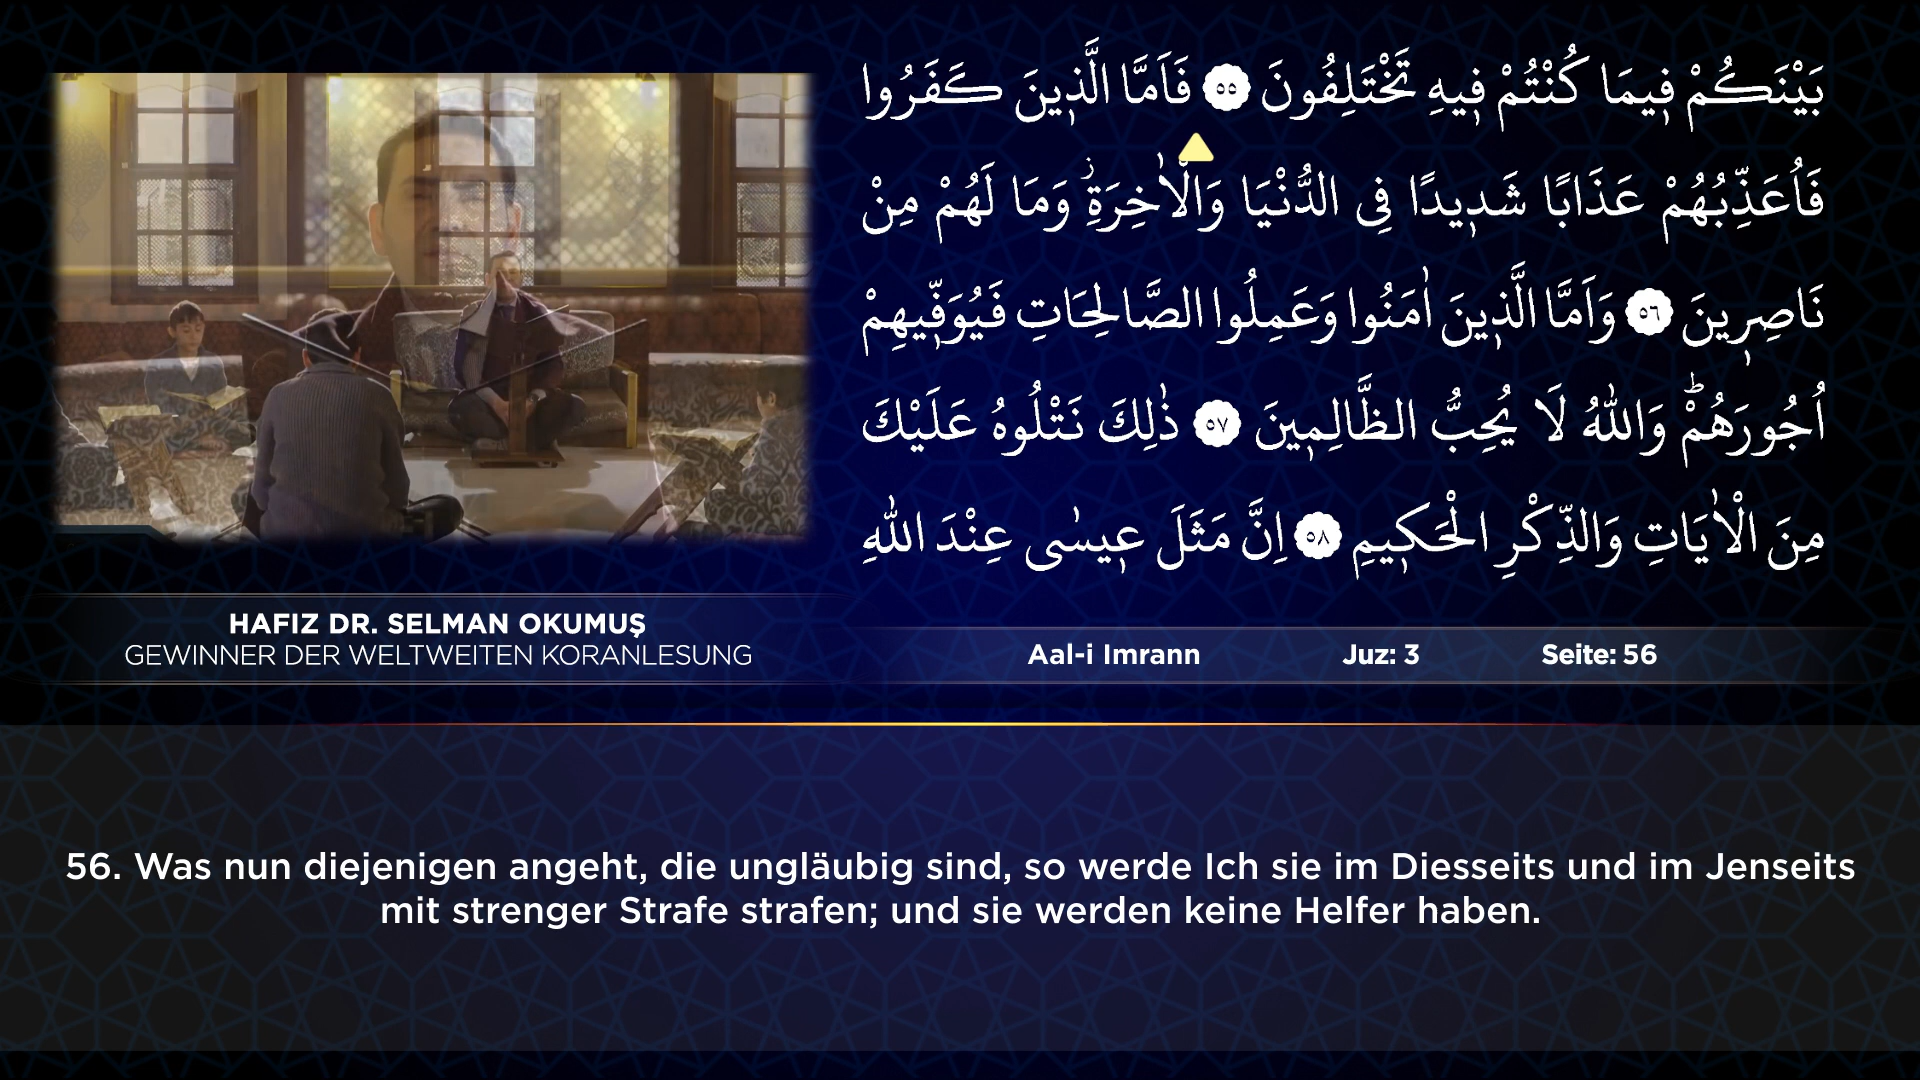 بَيْنَكُمْ فٖيمَا كُنْتُمْ فٖيهِ تَخْتَلِفُونَ ﴿٥٥﴾ فَاَمَّا الَّذٖينَ كَفَرُوا
فَاُعَذِّبُهُمْ عَذَابًا شَدٖيدًا فِى الدُّنْيَا وَالْاٰخِرَةِؗ وَمَا لَهُمْ مِنْ
نَاصِرٖينَ ﴿٥٦﴾ وَاَمَّا الَّذٖينَ اٰمَنُوا وَعَمِلُوا الصَّالِحَاتِ فَيُوَفّٖيهِمْ
اُجُورَهُمْؕ وَاللّٰهُ لَا يُحِبُّ الظَّالِمٖينَ ﴿٥٧﴾ ذٰلِكَ نَتْلُوهُ عَلَيْكَ
مِنَ الْاٰيَاتِ وَالذِّكْرِ الْحَكٖيمِ ﴿٥٨﴾ اِنَّ مَثَلَ عٖيسٰى عِنْدَ اللّٰهِ
HAFIZ DR. SELMAN OKUMUŞ
GEWINNER DER WELTWEITEN KORANLESUNG
Aal-i Imrann Juz: 3 Seite: 56
56. Was nun diejenigen angeht, die ungläubig sind, so werde Ich sie im Diesseits und im Jenseits
mit strenger Strafe strafen; und sie werden keine Helfer haben.